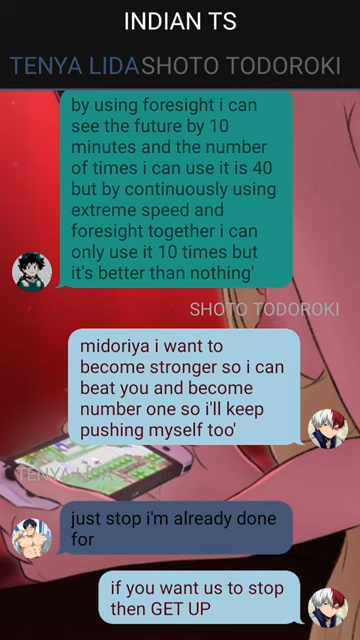 INDIAN TS
TENYA LIDA SHOTO TODOROKI
by using foresight i can
see the future by 10
minutes and the number
of times i can use it is 40
but by continuously using
extreme speed and
foresight together i can
only use it 10 times but
it's better than nothing'
SHOTO TODOROKI
midoriya i want to
become stronger so i can
beat you and become
number one so i'll keep
pushing myself too'
TENYA LIDA
just stop i'm already done
for
if you want us to stop
then GET UP